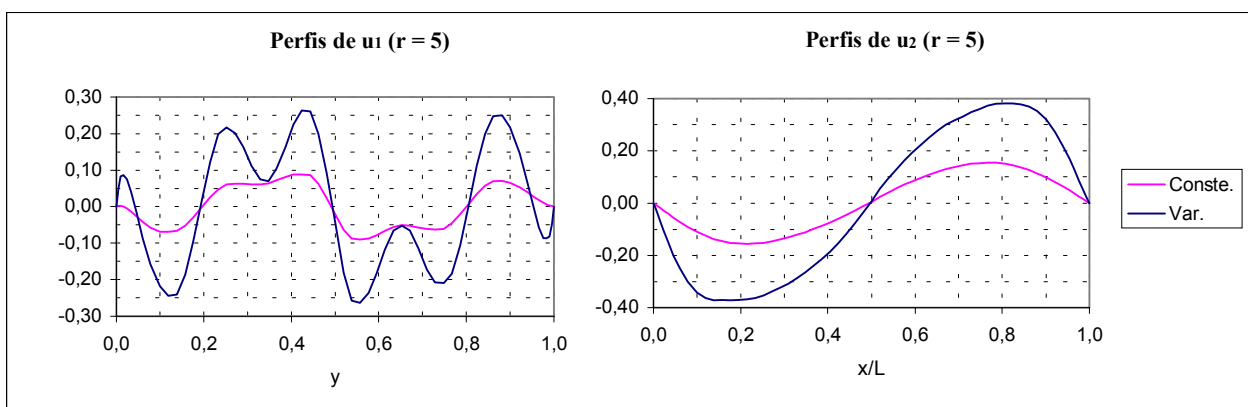 Perfis de u1 (r = 5)
0,30
0,20
0,10
0,00
-0,10
-0,20
-0,30
0,0 0,2 0,4 0,6 0,8 1,0
y
Perfis de u2 (r = 5)
0,40
0,20
0,00
-0,20
-0,40
0,0 0,2 0,4 0,6 0,8 1,0
x/L
Conste.
Var.